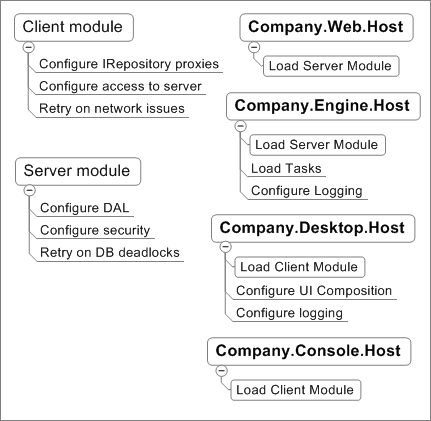 Client module
Configure IRepository proxies
Configure access to server
Retry on network issues
Server module
Configure DAL
Configure security
Retry on DB deadlocks
Company.Web.Host
Load Server Module
Company.Engine.Host
Load Server Module
Load Tasks
Configure Logging
Company.Desktop.Host
Load Client Module
Configure UI Composition
Configure logging
Company.Console.Host
Load Client Module